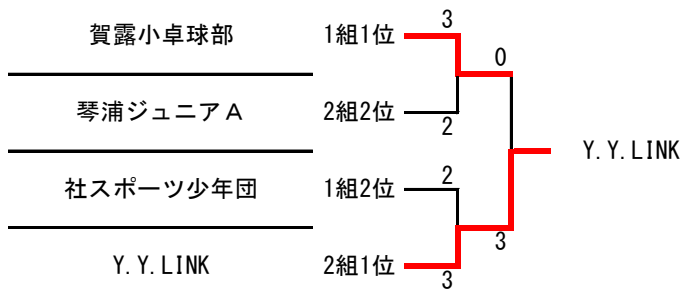 賀露小卓球部 1組1位 3
0
琴浦ジュニアA 2組2位 2
Y.Y.LINK
社スポーツ少年団 1組2位 2
3
Y.Y.LINK 2組1位 3